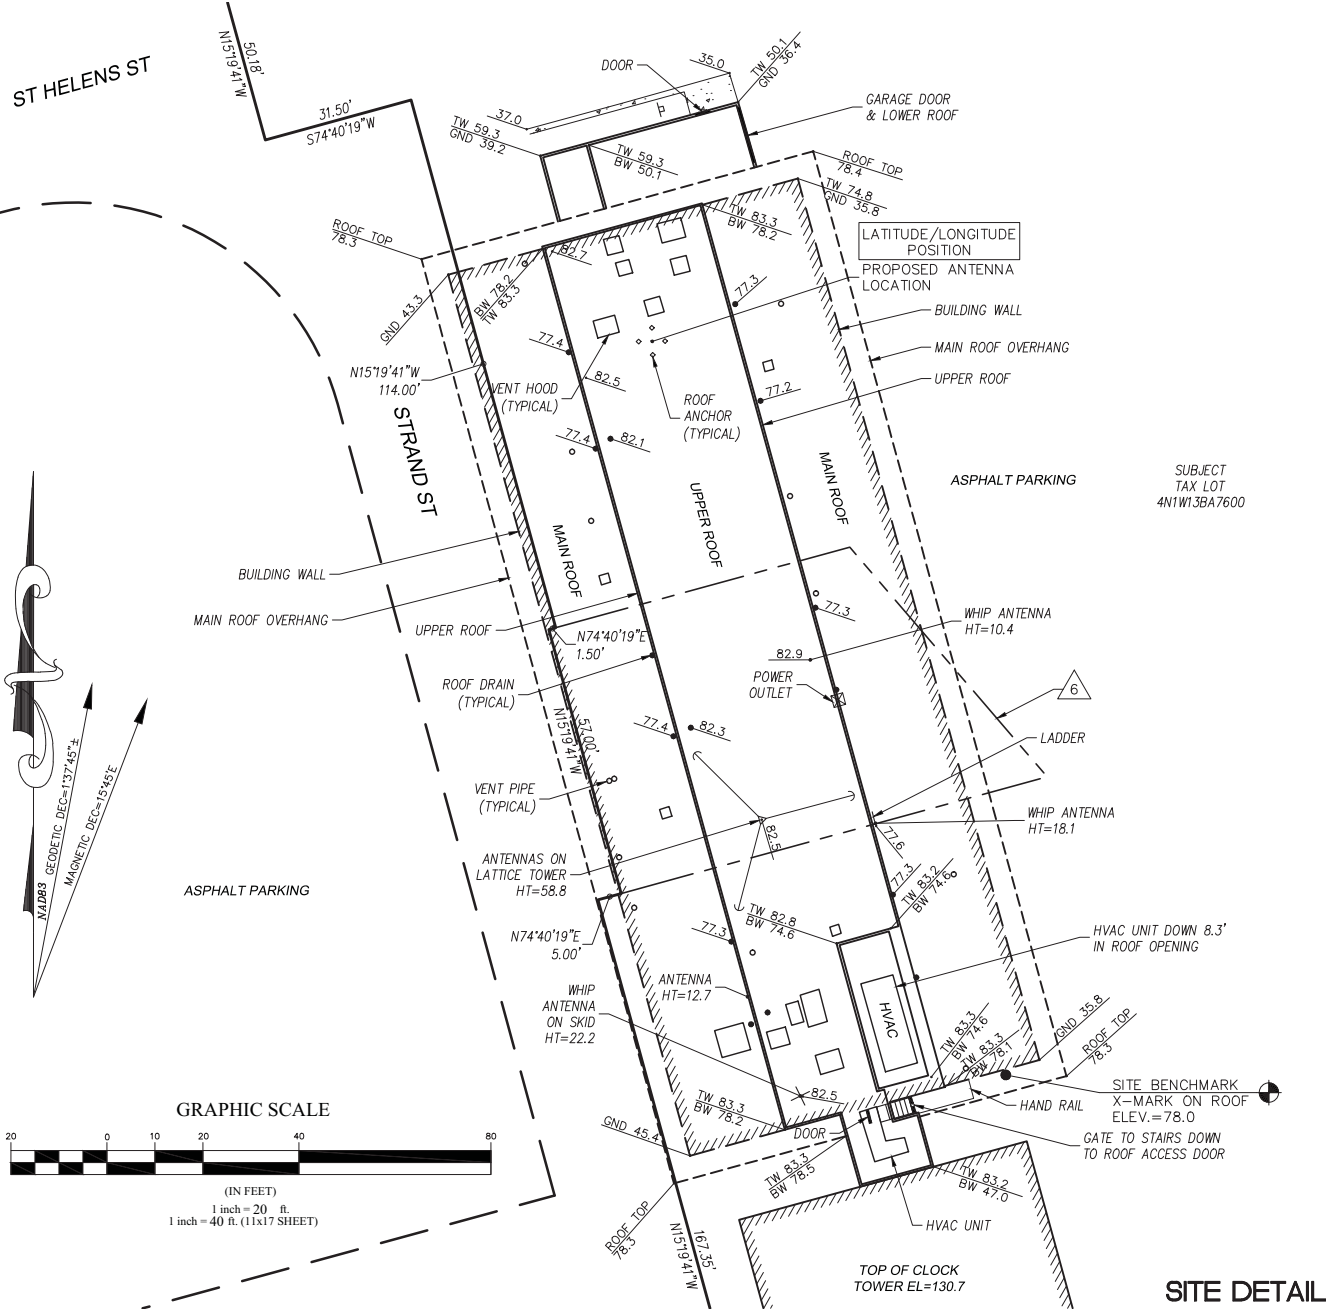 ST HELENS ST
50.18'
N15°19'41"W
31.50'
S74°40'19"W
DOOR
35.0
TW 50.1
GND 36.4
37.0
TW 59.3
GND 39.2
TW 59.3
BW 50.1
GARAGE DOOR
& LOWER ROOF
ROOF TOP
78.4
TW 74.8
GND 35.8
ROOF TOP
78.3
TW 83.3
BW 78.2
LATITUDE/LONGITUDE
POSITION
PROPOSED ANTENNA
LOCATION
82.7
BW 78.2
TW 83.3
GND 43.3
77.3
BUILDING WALL
77.4
MAIN ROOF OVERHANG
N15°19'41"W
114.00'
VENT HOOD
(TYPICAL)
82.5
ROOF
ANCHOR
(TYPICAL)
77.2
UPPER ROOF
STRAND ST
77.4
82.1
MAIN ROOF
ASPHALT PARKING
SUBJECT
TAX LOT
4N1W13BA7600
UPPER ROOF
MAIN ROOF
BUILDING WALL
MAIN ROOF OVERHANG
UPPER ROOF
N74°40'19"E
1.50'
77.3
WHIP ANTENNA
HT=10.4
82.9
POWER
OUTLET
6
ROOF DRAIN
(TYPICAL)
57.00'
N15°19'41"W
77.4
82.3
LADDER
VENT PIPE
(TYPICAL)
WHIP ANTENNA
HT=18.1
82.5
77.6
ANTENNAS ON
LATTICE TOWER
HT=58.8
77.3
TW 83.2
BW 74.6
NAD83
GEODETIC DEC=1°37'45"±
MAGNETIC DEC=15°45'E
ASPHALT PARKING
TW 82.8
BW 74.6
77.3
N74°40'19"E
5.00'
HVAC UNIT DOWN 8.3'
IN ROOF OPENING
ANTENNA
HT=12.7
WHIP
ANTENNA
ON SKID
HT=22.2
HVAC
TW 83.3
BW 74.6
TW 83.3
BW 78.1
GND 35.8
ROOF TOP
78.3
82.5
TW 83.3
BW 78.2
GND 45.4
DOOR
HAND RAIL
SITE BENCHMARK
X-MARK ON ROOF
ELEV.=78.0
GATE TO STAIRS DOWN
TO ROOF ACCESS DOOR
TW 83.3
BW 78.5
TW 83.2
BW 47.0
HVAC UNIT
ROOF TOP
78.3
167.35'
N15°19'41"W
TOP OF CLOCK
TOWER EL=130.7
GRAPHIC SCALE
20 0 10 20 40 80
(IN FEET)
1 inch = 20 ft.
1 inch = 40 ft. (11x17 SHEET)
SITE DETAIL